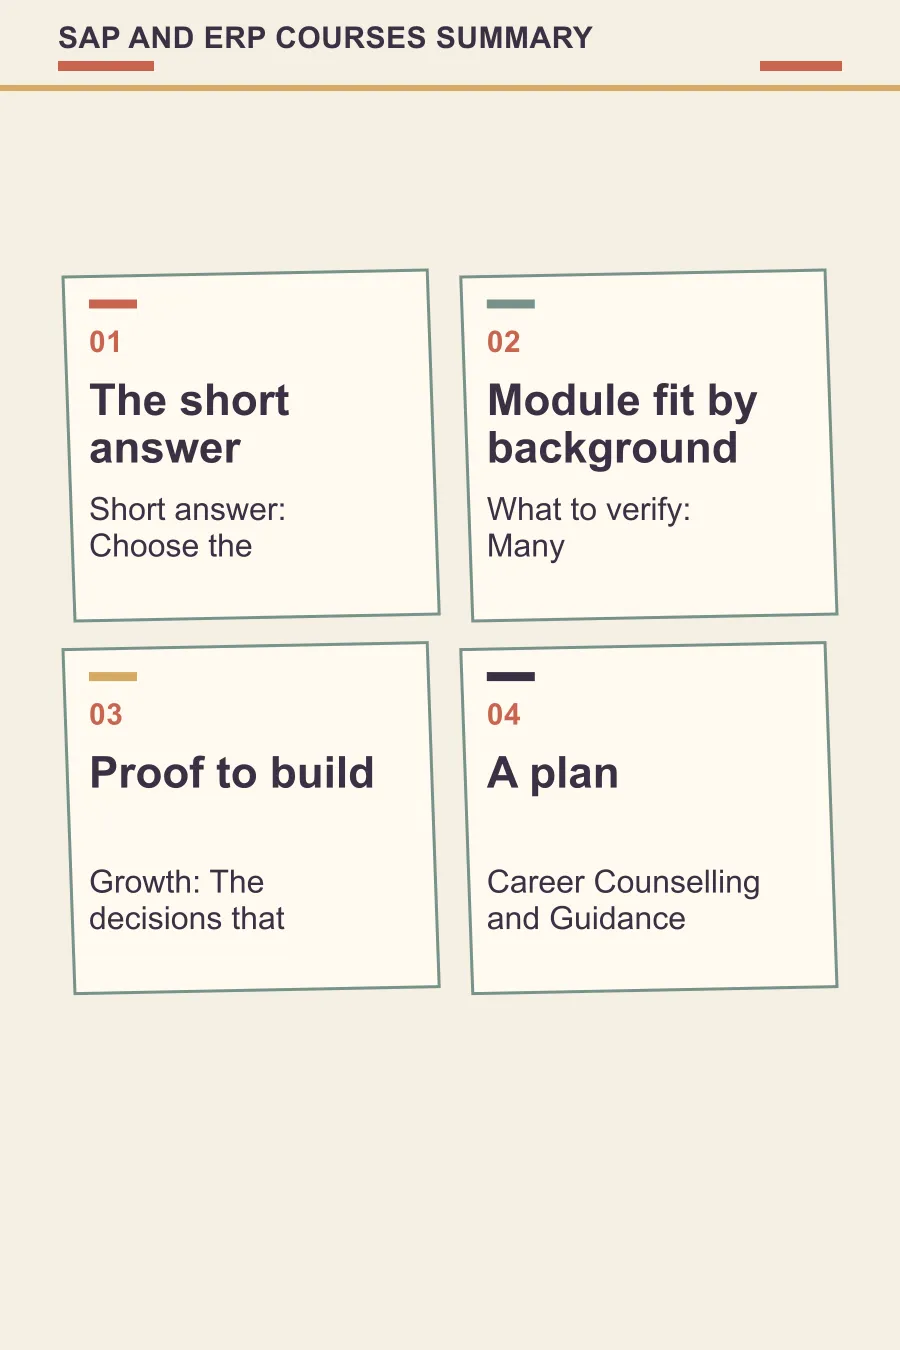 SAP AND ERP COURSES SUMMARY
01
The short
answer
Short answer:
Choose the
02
Module fit by
background
What to verify:
Many
03
Proof to build
Growth: The
decisions that
04
A plan
Career Counselling
and Guidance